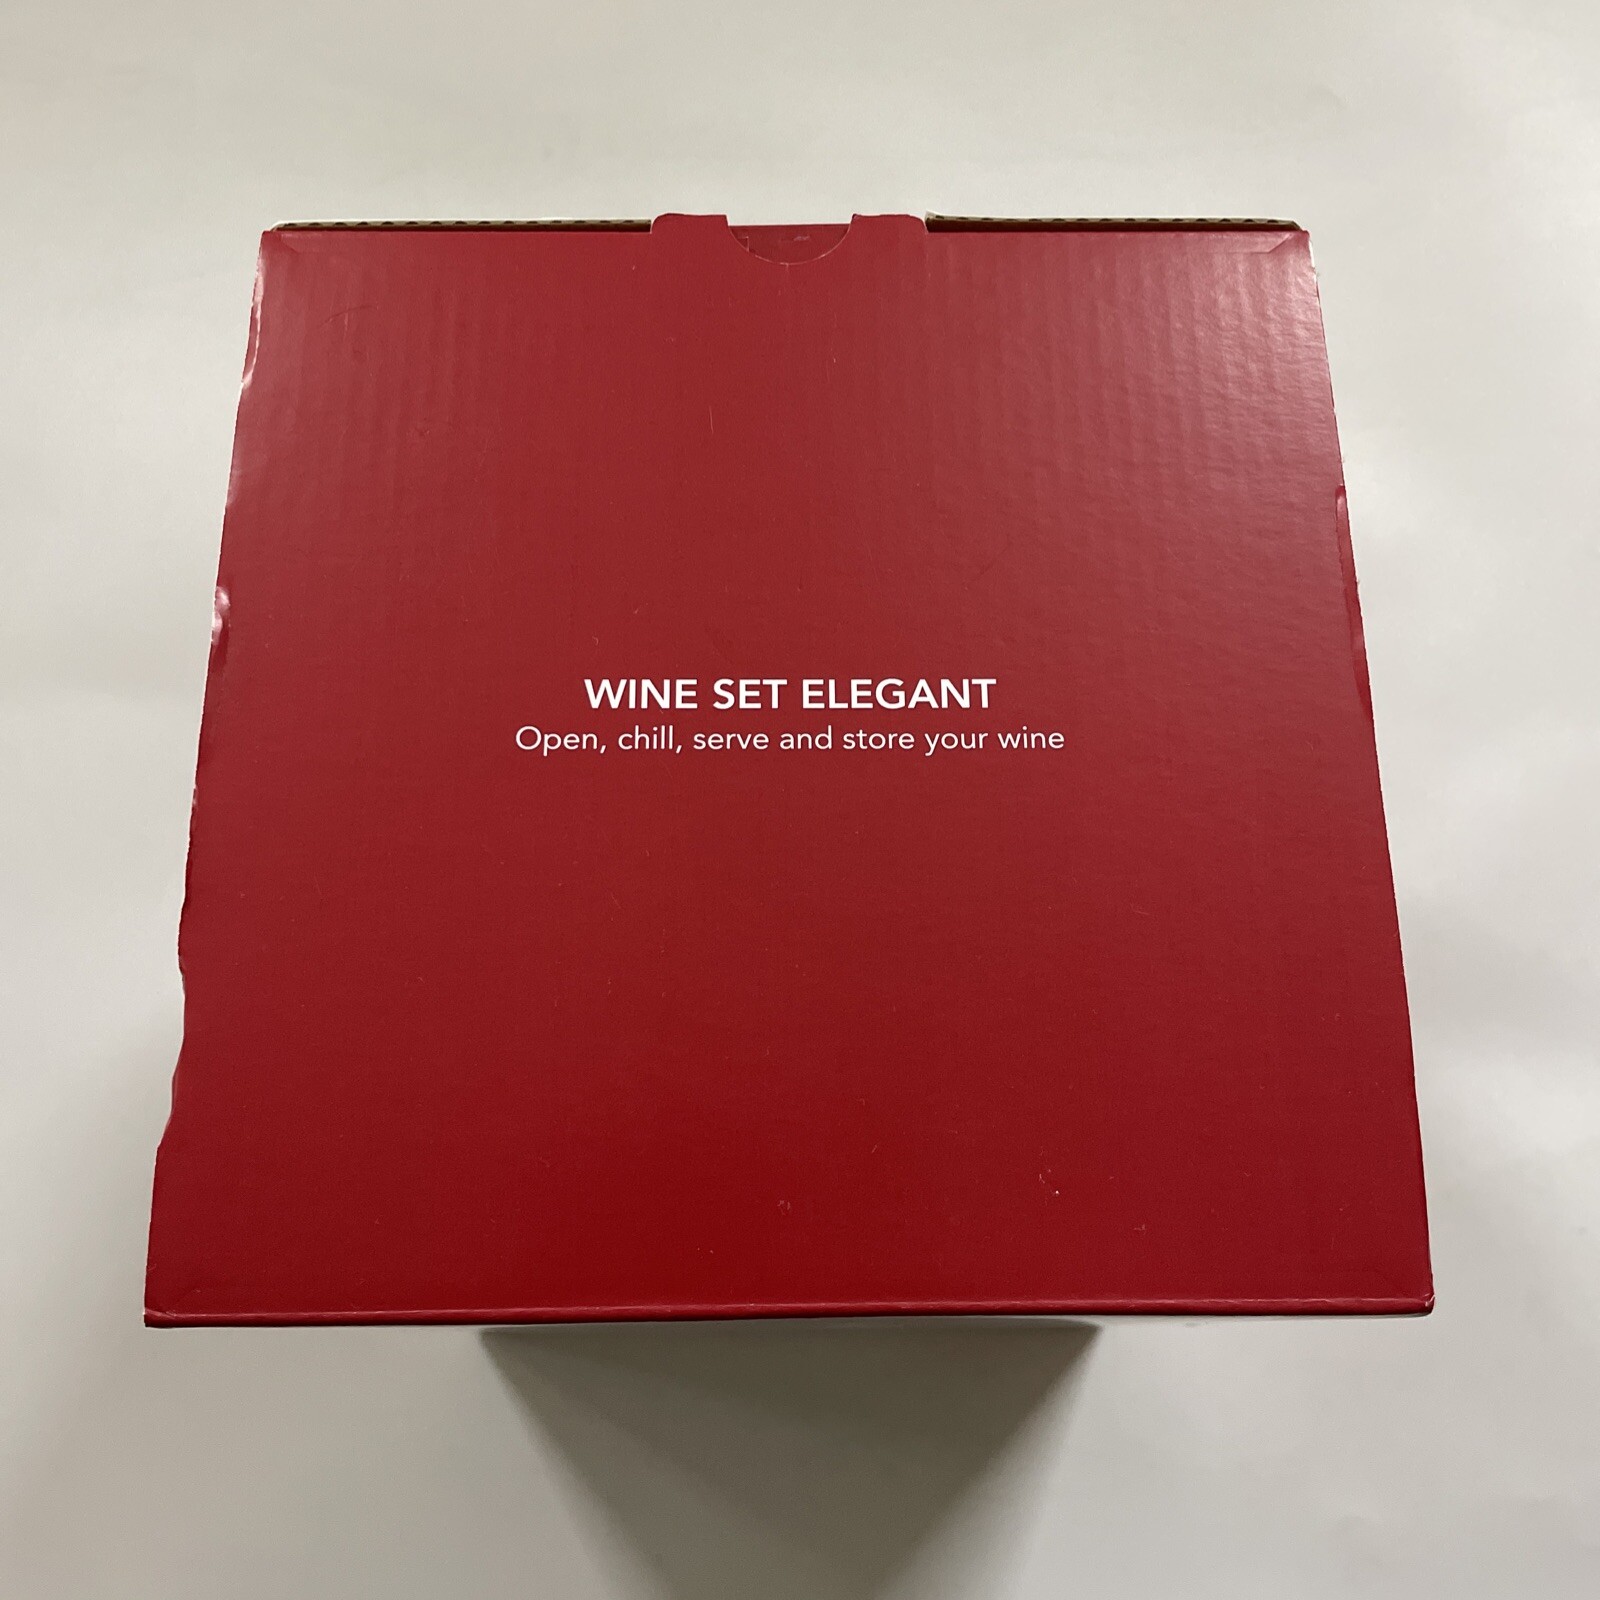 WINE SET ELEGANT
Open, chill, serve and store your wine